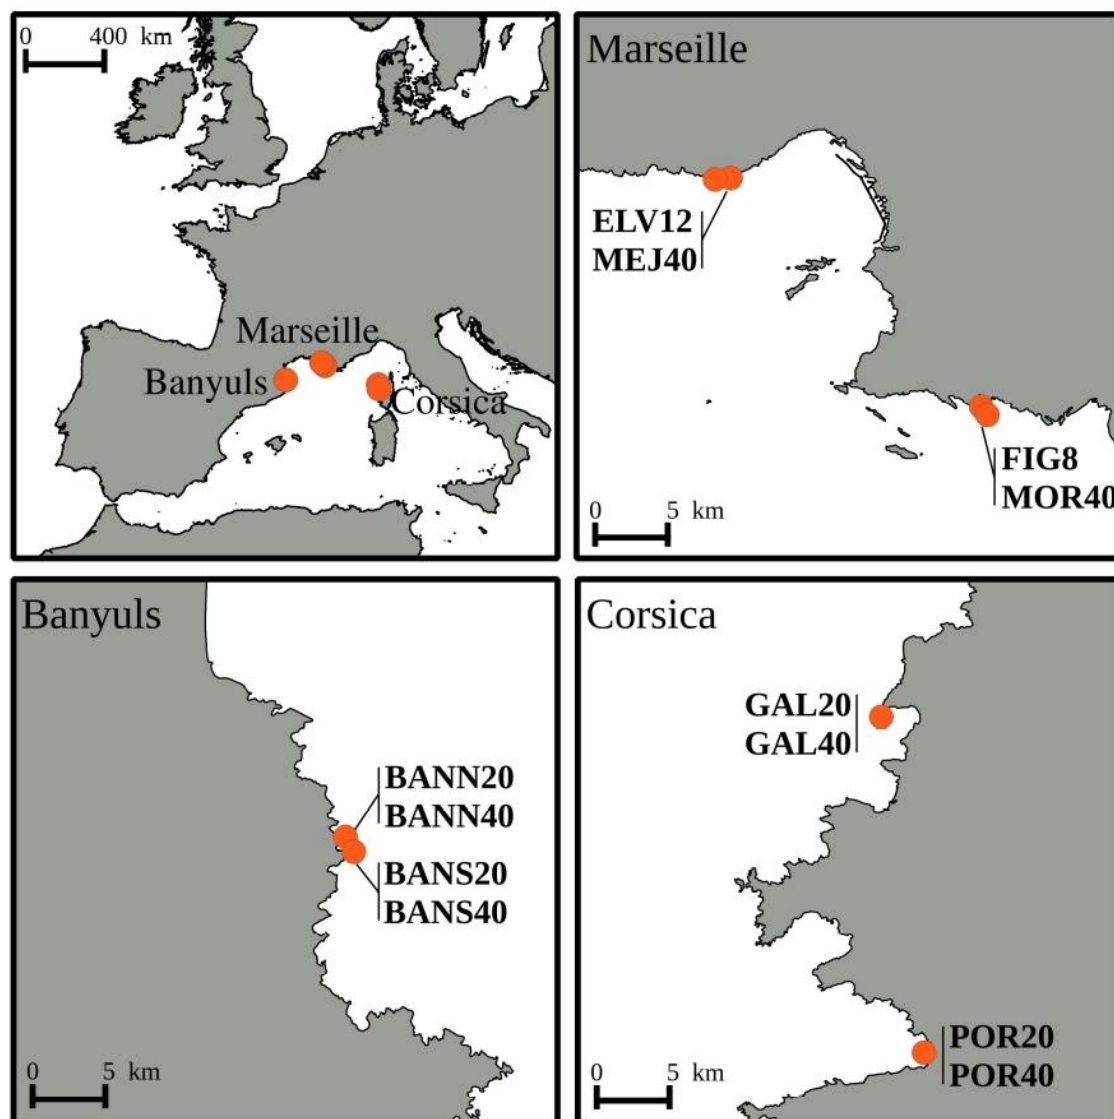 0 400 km
Marseille
Banyuls
Corsica
Marseille
ELV12
MEJ40
FIG8
MOR40
0 5 km
Banyuls
BANN20
BANN40
BANS20
BANS40
0 5 km
Corsica
GAL20
GAL40
POR20
POR40
0 5 km